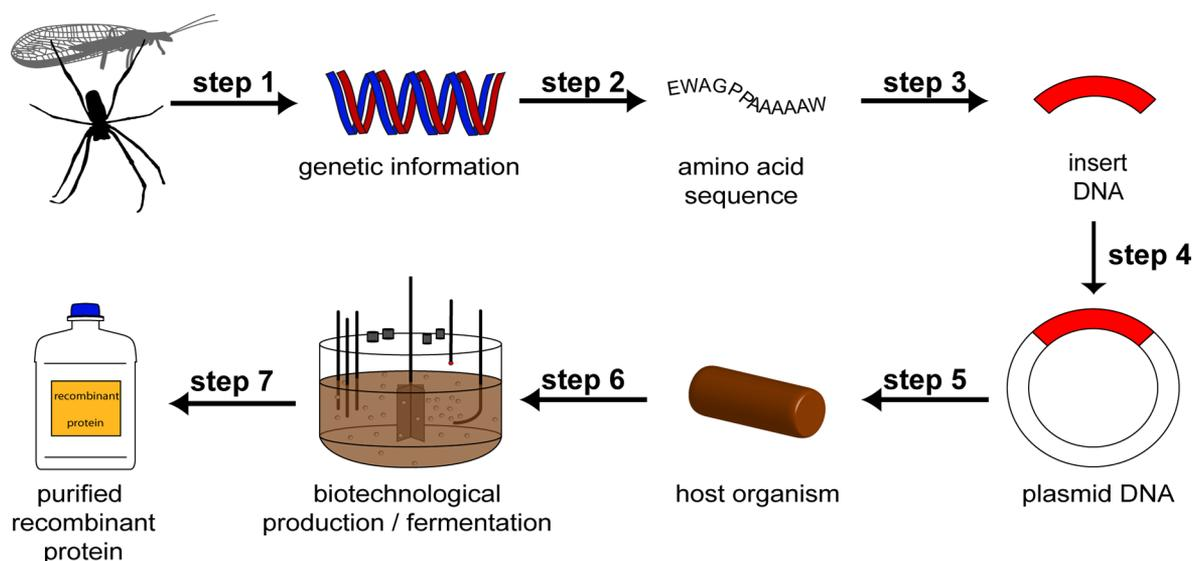 step 1
step 2
EWAGPPAAAAAW
step 3
genetic information
amino acid
sequence
insert
DNA
step 4
recombinant
protein
step 7
step 6
step 5
purified
recombinant
protein
biotechnological
production / fermentation
host organism
plasmid DNA